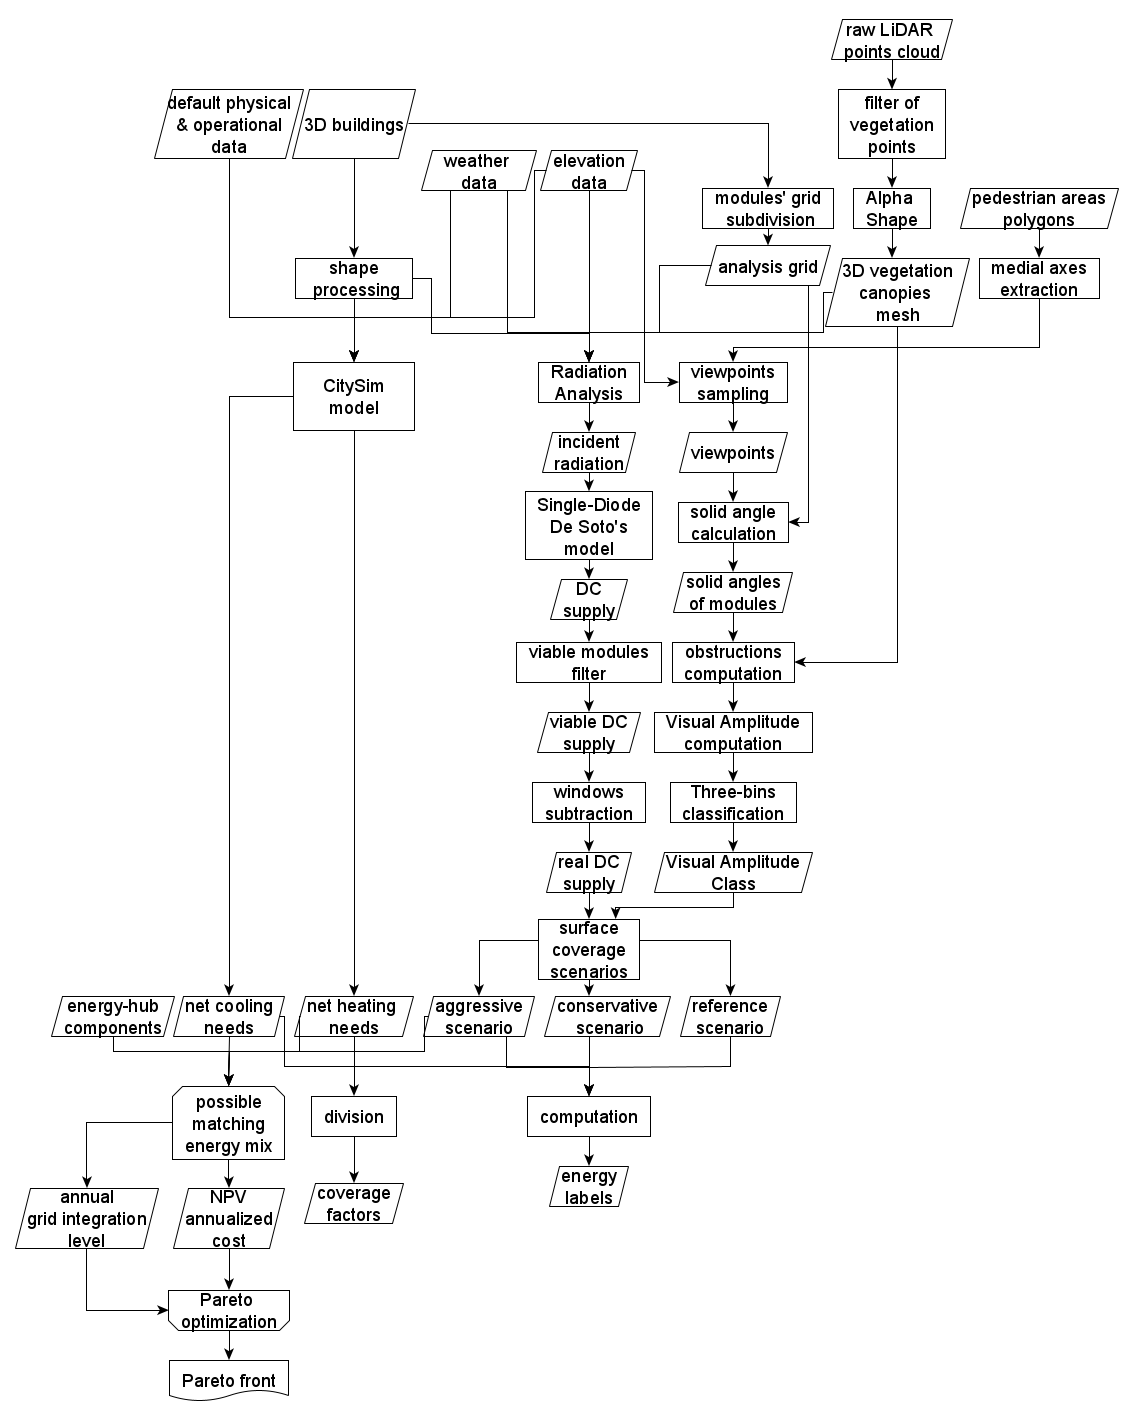 raw LiDAR
points cloud
default physical
& operational
data
3D buildings
filter of
vegetation
points
weather
data
elevation
data
modules' grid
subdivision
Alpha
Shape
pedestrian areas
polygons
shape
processing
analysis grid
3D vegetation
canopies
mesh
medial axes
extraction
CitySim
model
Radiation
Analysis
viewpoints
sampling
incident
radiation
viewpoints
Single-Diode
De Soto's
model
solid angle
calculation
DC
supply
solid angles
of modules
viable modules
filter
obstructions
computation
viable DC
supply
Visual Amplitude
computation
windows
subtraction
Three-bins
classification
real DC
supply
Visual Amplitude
Class
surface
coverage
scenarios
energy-hub
components
net cooling
needs
net heating
needs
aggressive
scenario
conservative
scenario
reference
scenario
possible
matching
energy mix
division
computation
annual
grid integration
level
NPV
annualized
cost
coverage
factors
energy
labels
Pareto
optimization
Pareto front